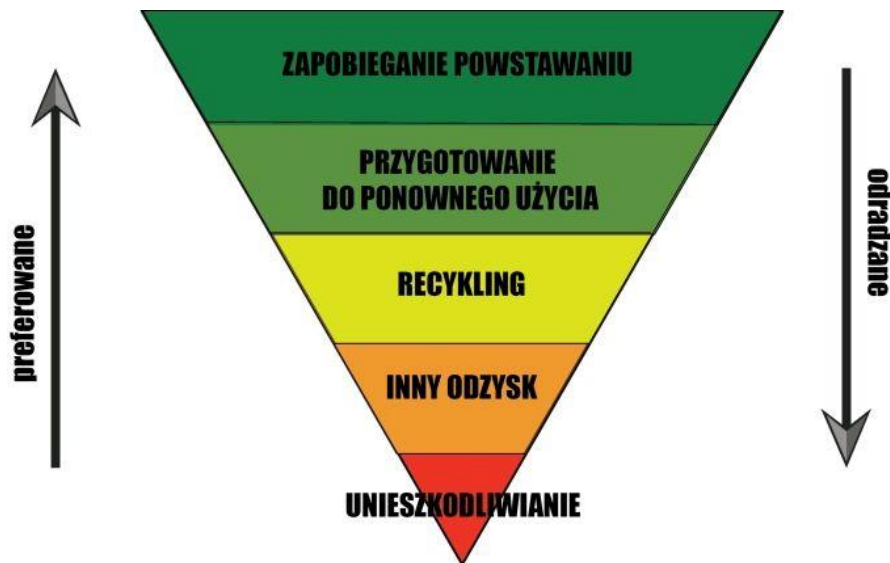 ZAPOBIEGANIE POWSTAWANIU
PRZYGOTOWANIE
DO PONOWNEGO UŻYCIA
RECYKLING
INNY ODZYSK
UNIESZKODLIWIANIE
preferowane
odradzane